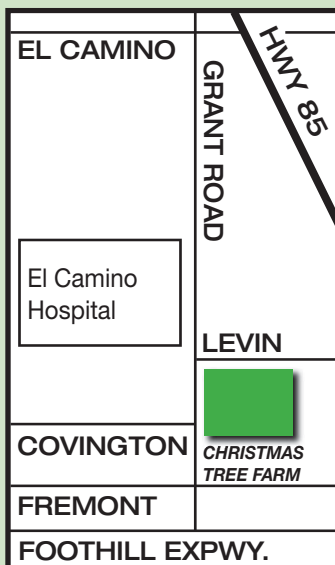 EL CAMINO
HWY 85
GRANT ROAD
El Camino
Hospital
LEVIN
COVINGTON
CHRISTMAS
TREE FARM
FREMONT
FOOTHILL EXPWY.